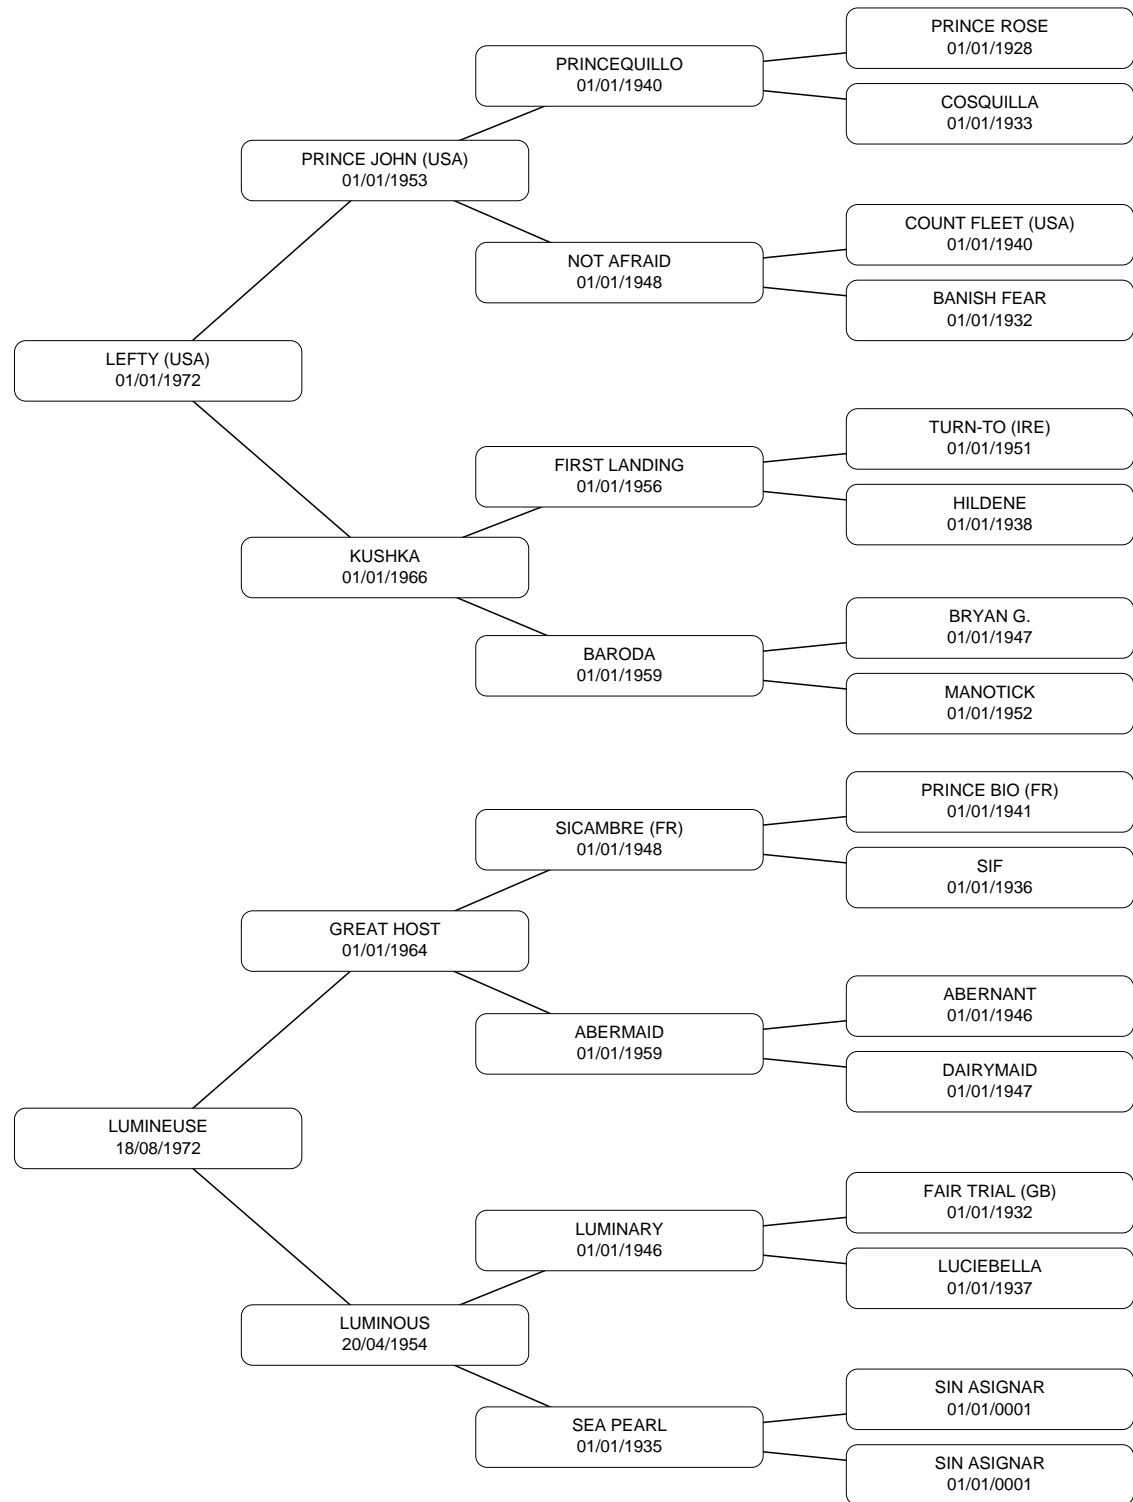 PRINCE ROSE
01/01/1928
PRINCEQUILLO
01/01/1940
COSQUILLA
01/01/1933
PRINCE JOHN (USA)
01/01/1953
COUNT FLEET (USA)
01/01/1940
NOT AFRAID
01/01/1948
BANISH FEAR
01/01/1932
LEFTY (USA)
01/01/1972
TURN-TO (IRE)
01/01/1951
FIRST LANDING
01/01/1956
HILDENE
01/01/1938
KUSHKA
01/01/1966
BRYAN G.
01/01/1947
BARODA
01/01/1959
MANOTICK
01/01/1952
PRINCE BIO (FR)
01/01/1941
SICAMBRE (FR)
01/01/1948
SIF
01/01/1936
GREAT HOST
01/01/1964
ABERNANT
01/01/1946
ABERMAID
01/01/1959
DAIRYMAID
01/01/1947
LUMINEUSE
18/08/1972
FAIR TRIAL (GB)
01/01/1932
LUMINARY
01/01/1946
LUCIEBELLA
01/01/1937
LUMINOUS
20/04/1954
SIN ASIGNAR
01/01/0001
SEA PEARL
01/01/1935
SIN ASIGNAR
01/01/0001